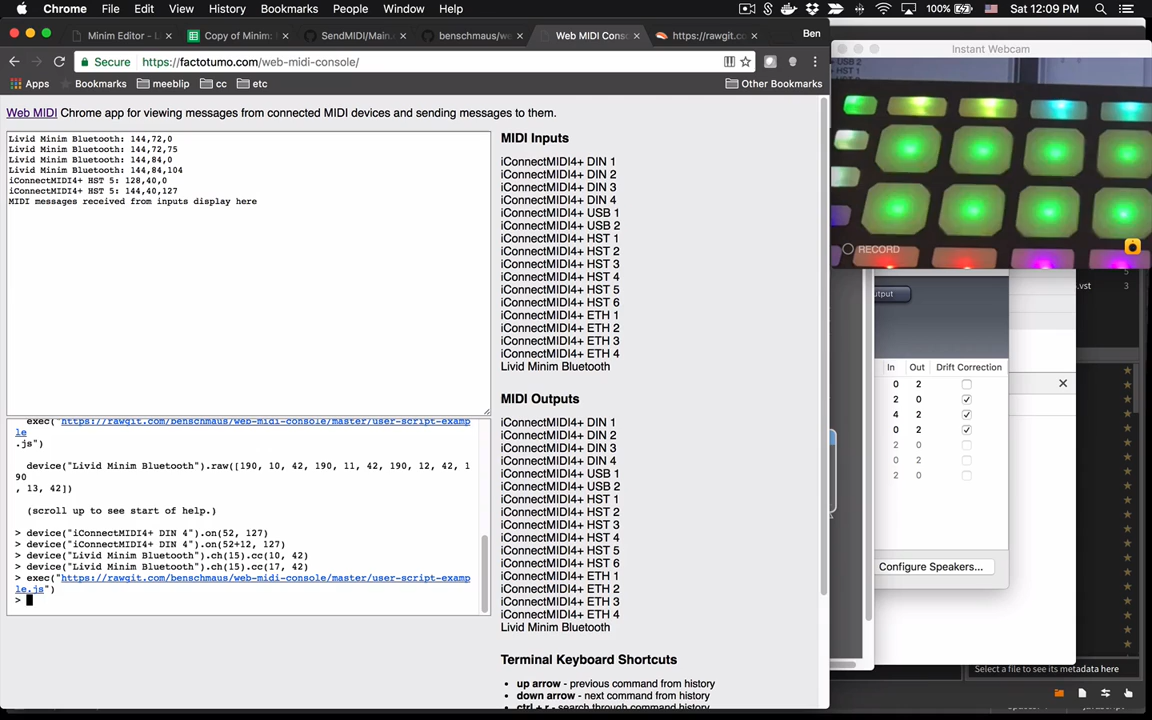 Chrome File Edit View History Bookmarks People Window Help
100% Sat 12:09 PM
Minim Editor - L
Copy of Minim:
SendMIDI/Main.c
benschmaus/we
Web MIDI Cons
https://rawgit.co
Ben
Secure https://factotumo.com/web-midi-console/
Apps Bookmarks meeblip cc etc Other Bookmarks
Web MIDI Chrome app for viewing messages from connected MIDI devices and sending messages to them.
Livid Minim Bluetooth: 144,72,0
Livid Minim Bluetooth: 144,72,75
Livid Minim Bluetooth: 144,84,0
Livid Minim Bluetooth: 144,84,104
iConnectMIDI4+ HST 5: 128,40,0
iConnectMIDI4+ HST 5: 144,40,127
MIDI messages received from inputs display here
exec("https://rawgit.com/benschmaus/web-midi-console/master/user-script-examp
le
.js")
device("Livid Minim Bluetooth").raw([190, 10, 42, 190, 11, 42, 190, 12, 42, 1
90
, 13, 42])
(scroll up to see start of help.)
> device("iConnectMIDI4+ DIN 4").on(52, 127)
> device("iConnectMIDI4+ DIN 4").on(52+12, 127)
> device("Livid Minim Bluetooth").ch(15).cc(10, 42)
> device("Livid Minim Bluetooth").ch(15).cc(17, 42)
> exec("https://rawgit.com/benschmaus/web-midi-console/master/user-script-examp
le.js")
>
MIDI Inputs
iConnectMIDI4+ DIN 1
iConnectMIDI4+ DIN 2
iConnectMIDI4+ DIN 3
iConnectMIDI4+ DIN 4
iConnectMIDI4+ USB 1
iConnectMIDI4+ USB 2
iConnectMIDI4+ HST 1
iConnectMIDI4+ HST 2
iConnectMIDI4+ HST 3
iConnectMIDI4+ HST 4
iConnectMIDI4+ HST 5
iConnectMIDI4+ HST 6
iConnectMIDI4+ ETH 1
iConnectMIDI4+ ETH 2
iConnectMIDI4+ ETH 3
iConnectMIDI4+ ETH 4
Livid Minim Bluetooth
MIDI Outputs
iConnectMIDI4+ DIN 1
iConnectMIDI4+ DIN 2
iConnectMIDI4+ DIN 3
iConnectMIDI4+ DIN 4
iConnectMIDI4+ USB 1
iConnectMIDI4+ USB 2
iConnectMIDI4+ HST 1
iConnectMIDI4+ HST 2
iConnectMIDI4+ HST 3
iConnectMIDI4+ HST 4
iConnectMIDI4+ HST 5
iConnectMIDI4+ HST 6
iConnectMIDI4+ ETH 1
iConnectMIDI4+ ETH 2
iConnectMIDI4+ ETH 3
iConnectMIDI4+ ETH 4
Livid Minim Bluetooth
Terminal Keyboard Shortcuts
• up arrow - previous command from history
• down arrow - next command from history
• ctrl + r - search through command history
Instant Webcam
RECORD
utput
.vst 3
In Out Drift Correction
0 2
2 0
4 2
0 2
2 0
0 2
2 0
Configure Speakers...
Select a file to see its metadata here